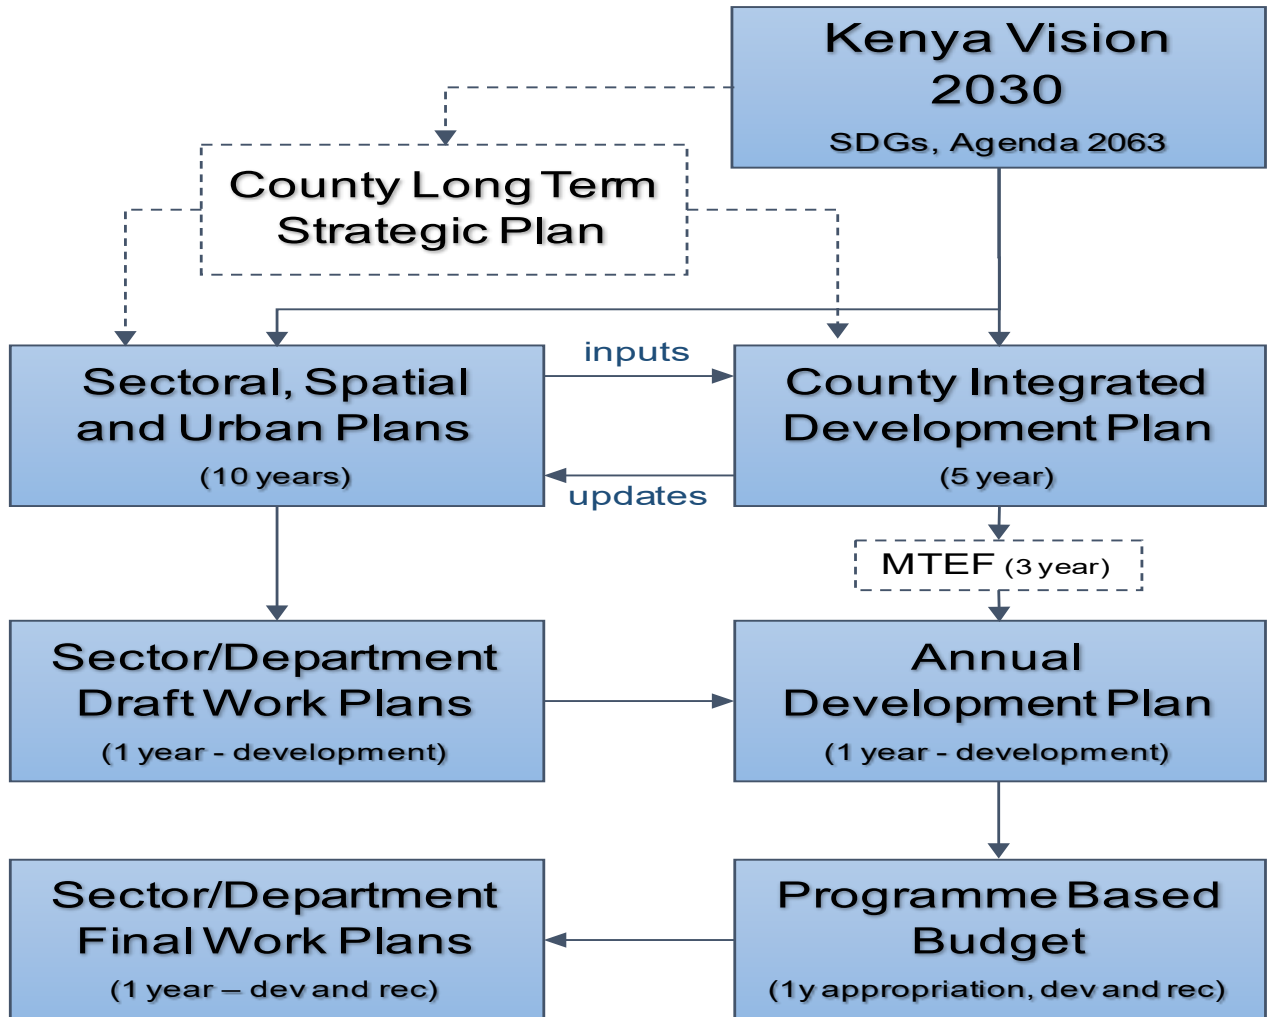 Kenya Vision
2030
SDGs, Agenda 2063
County Long Term
Strategic Plan
Sectoral, Spatial
and Urban Plans
(10 years)
inputs
updates
County Integrated
Development Plan
(5 year)
MTEF (3 year)
Sector/Department
Draft Work Plans
(1 year - development)
Annual
Development Plan
(1 year - development)
Sector/Department
Final Work Plans
(1 year – dev and rec)
Programme Based
Budget
(1y appropriation, dev and rec)